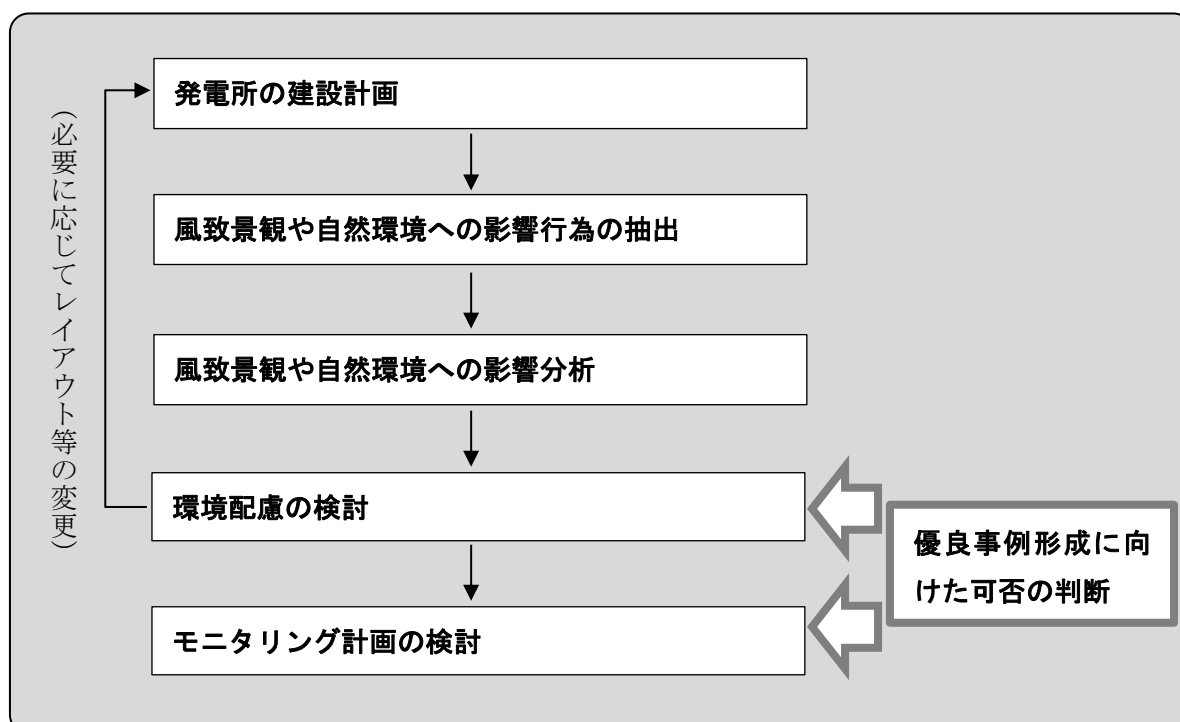 発電所の建設計画
風致景観や自然環境への影響行為の抽出
風致景観や自然環境への影響分析
環境配慮の検討
モニタリング計画の検討
(必要に応じてレイアウト等の変更)
優良事例形成に向
けた可否の判断